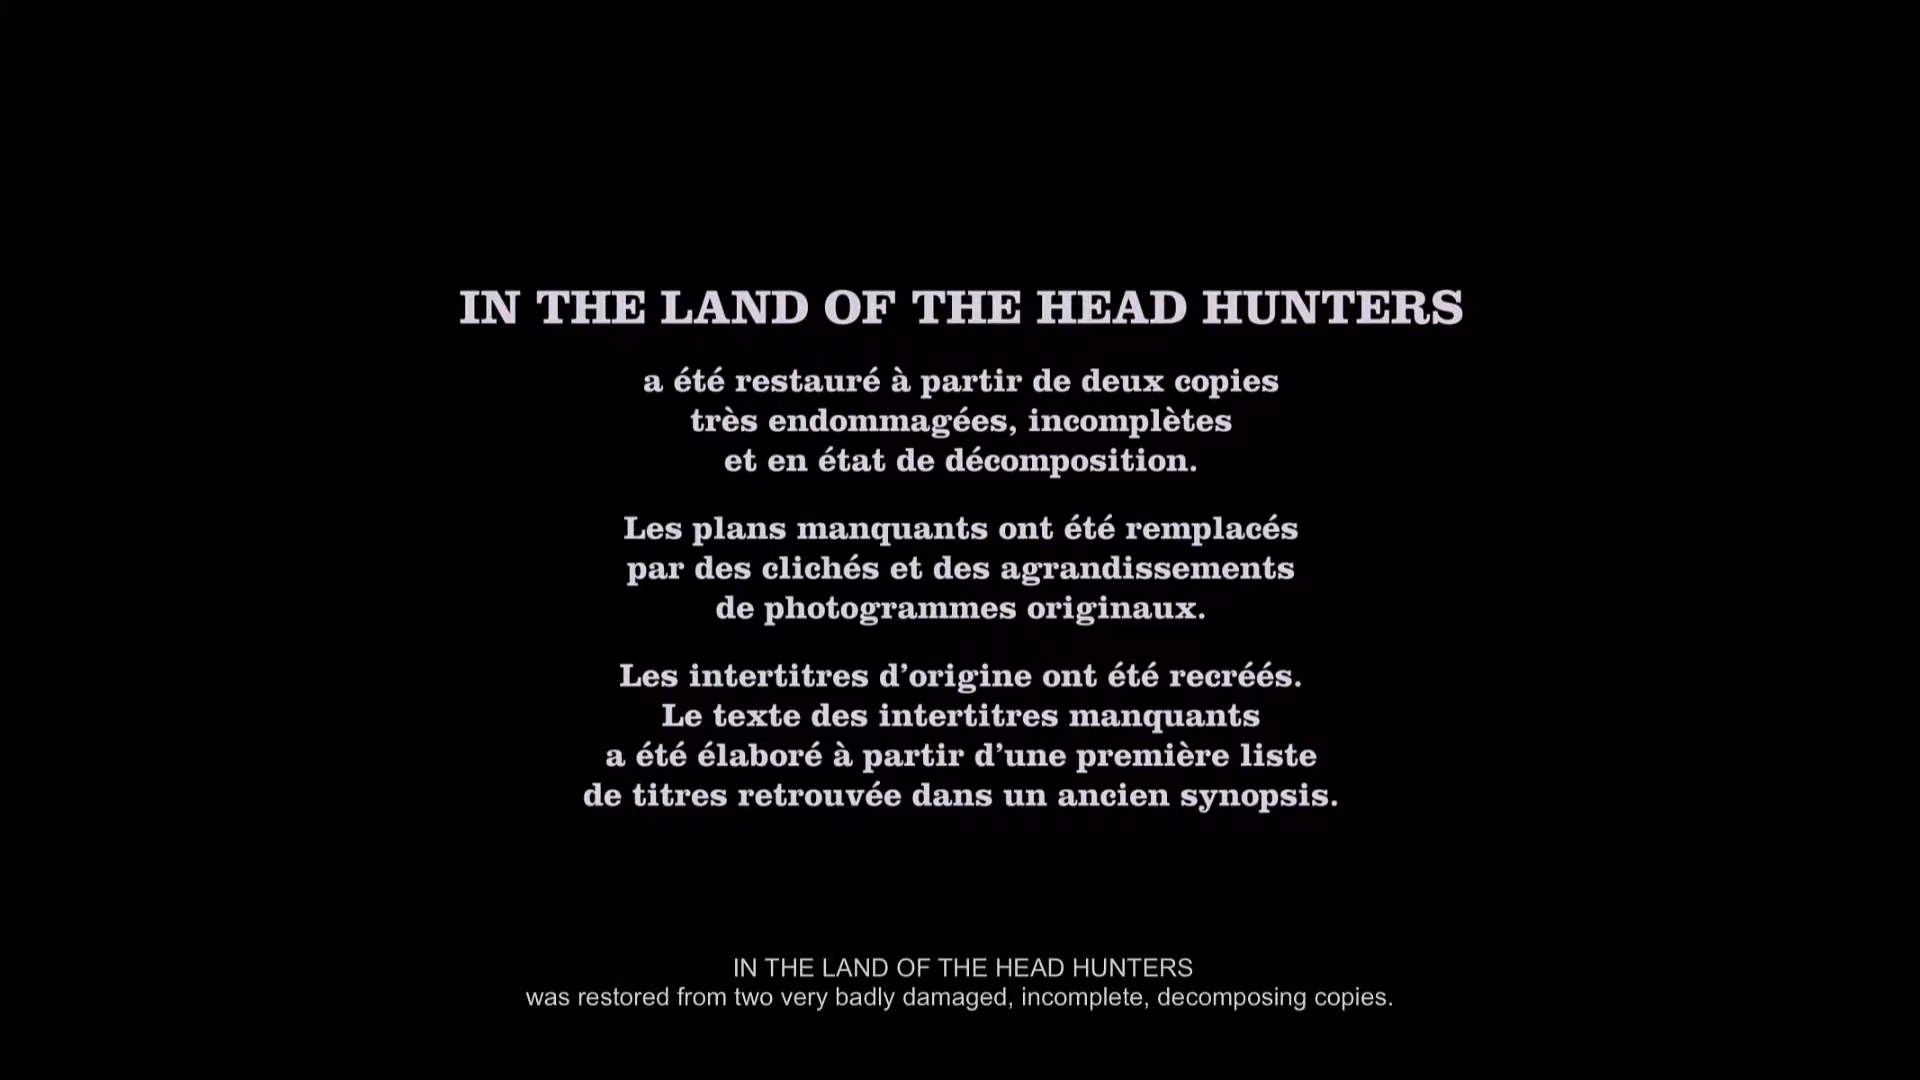 IN THE LAND OF THE HEAD HUNTERS
a été restauré à partir de deux copies
très endommagées, incomplètes
et en état de décomposition.
Les plans manquants ont été remplacés
par des clichés et des agrandissements
de photogrammes originaux.
Les intertitres d’origine ont été recréés.
Le texte des intertitres manquants
a été élaboré à partir d’une première liste
de titres retrouvée dans un ancien synopsis.
IN THE LAND OF THE HEAD HUNTERS
was restored from two very badly damaged, incomplete, decomposing copies.